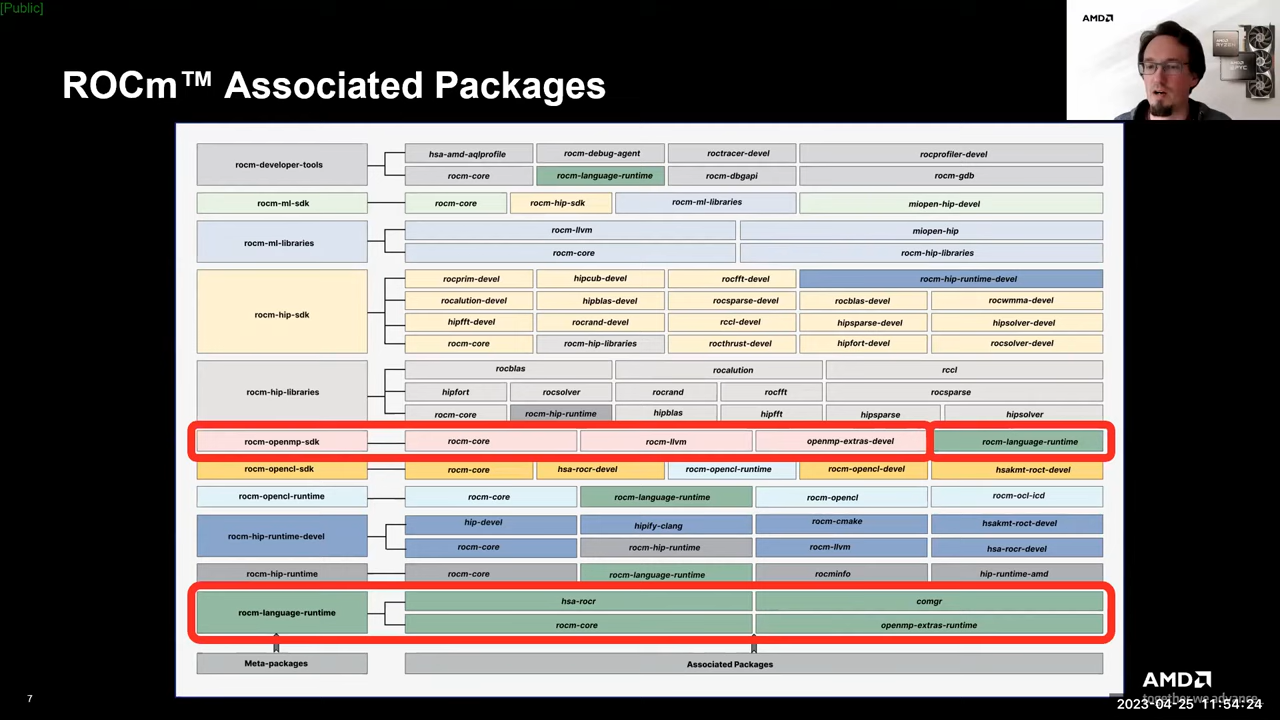 [Public]
AMD
RYZEN
EPYC
ROCm™ Associated Packages
rocm-developer-tools
hsa-amd-aqlprofile rocm-debug-agent roctracer-devel rocprofiler-devel
rocm-core rocm-language-runtime rocm-dbgapi rocm-gdb
rocm-ml-sdk rocm-core rocm-hip-sdk rocm-ml-libraries miopen-hip-devel
rocm-ml-libraries
rocm-llvm miopen-hip
rocm-core rocm-hip-libraries
rocm-hip-sdk
rocprim-devel hipcub-devel rocfft-devel rocm-hip-runtime-devel
rocalution-devel hipblas-devel rocsparse-devel rocblas-devel rocwmma-devel
hipfft-devel rocrand-devel rccl-devel hipsparse-devel hipsolver-devel
rocm-core rocm-hip-libraries rocthrust-devel hipfort-devel rocsolver-devel
rocm-hip-libraries
rocblas rocalution rccl
hipfort rocsolver rocrand rocfft rocsparse
rocm-core rocm-hip-runtime hipblas hipfft hipsparse hipsolver
rocm-openmp-sdk rocm-core rocm-llvm openmp-extras-devel rocm-language-runtime
rocm-opencl-sdk rocm-core hsa-rocr-devel rocm-opencl-runtime rocm-opencl-devel hsakmt-roct-devel
rocm-opencl-runtime rocm-core rocm-language-runtime rocm-opencl rocm-ocl-icd
rocm-hip-runtime-devel
hip-devel hipify-clang rocm-cmake hsakmt-roct-devel
rocm-core rocm-hip-runtime rocm-llvm hsa-rocr-devel
rocm-hip-runtime rocm-core rocm-language-runtime rocminfo hip-runtime-amd
rocm-language-runtime
hsa-rocr comgr
rocm-core openmp-extras-runtime
Meta-packages Associated Packages
7
AMD
together we advance_
2023-04-25 11:54:24